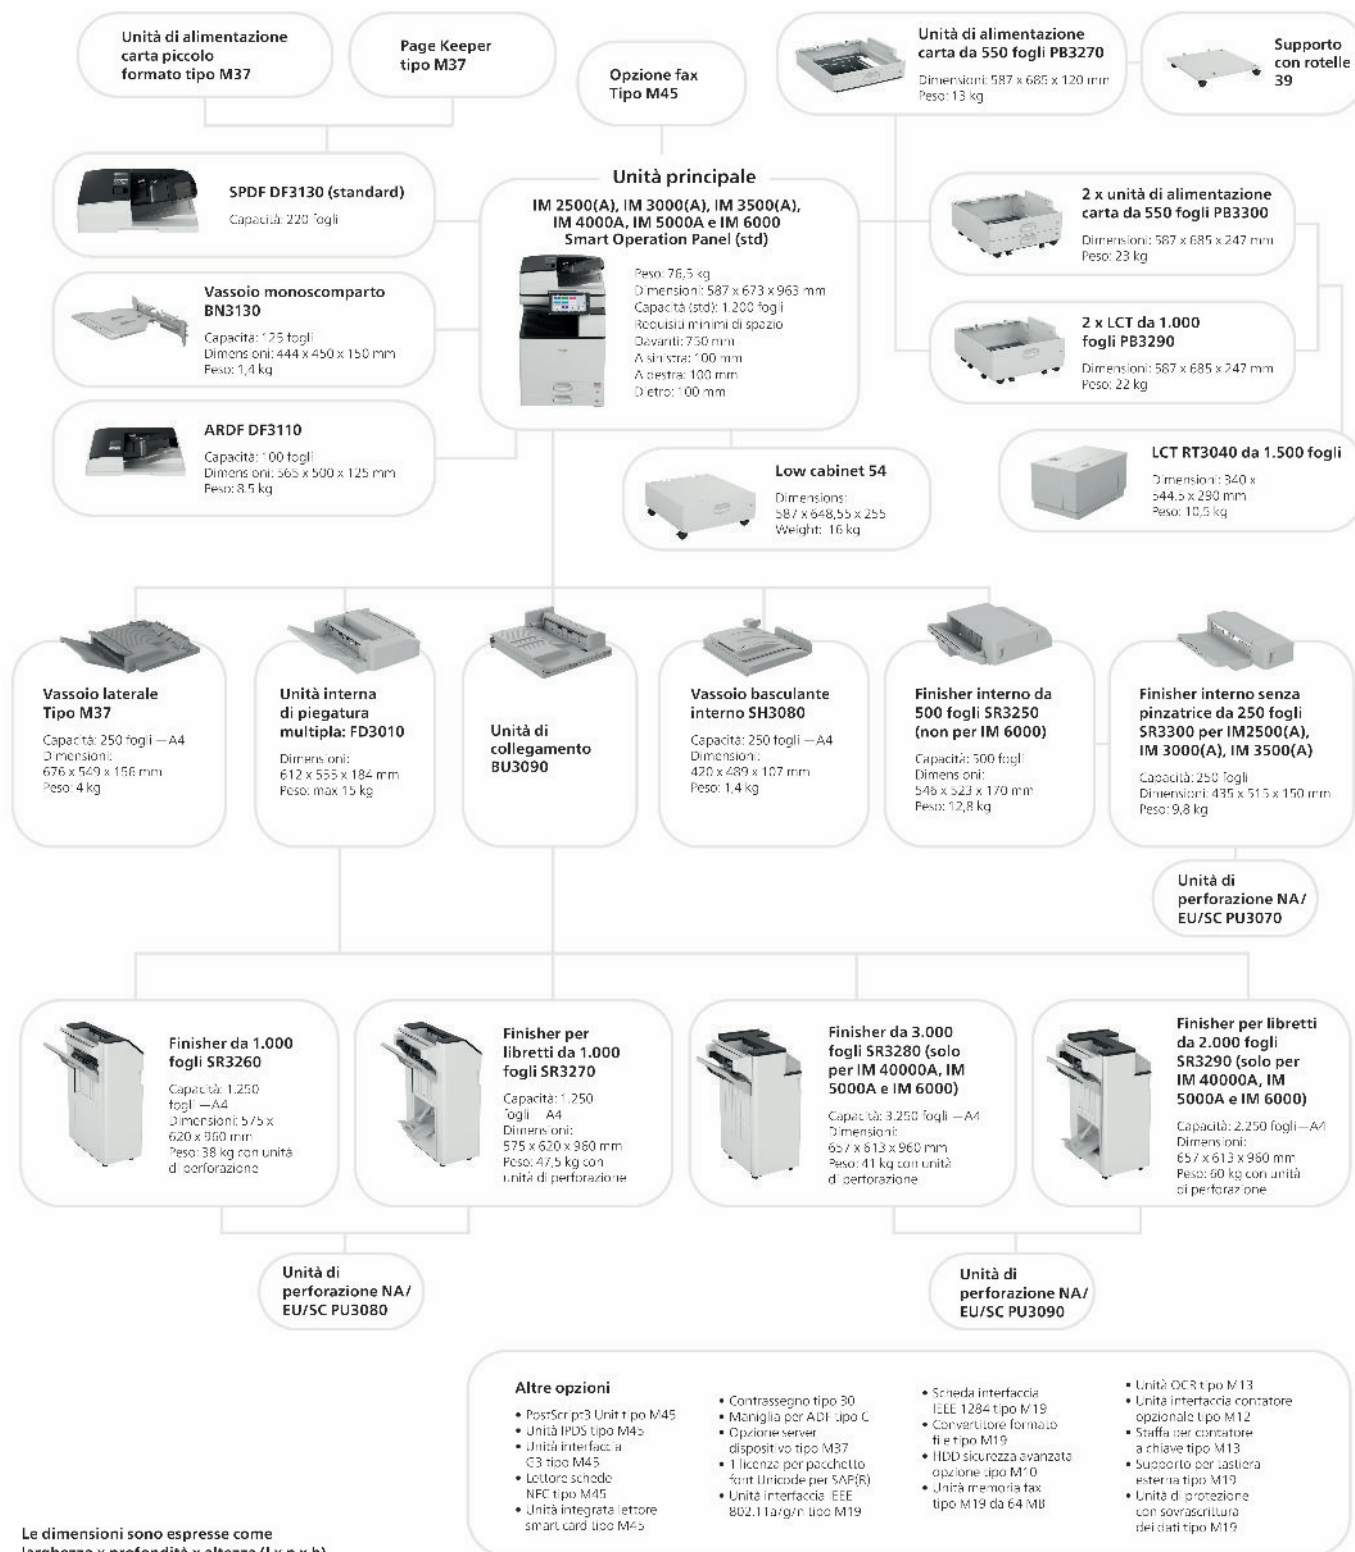 Unità di alimentazione
carta piccolo
formato tipo M37
Page Keeper
tipo M37
Opzione fax
Tipo M45
Unità di alimentazione
carta da 550 fogli PB3270
Dimensioni: 587 x 685 x 120 mm
Peso: 13 kg
Supporto
con rotelle
39
SPDF DF3130 (standard)
Capacità: 220 fogli
Vassoio monoscomparto
BN3130
Capacità: 125 fogli
Dimensioni: 444 x 450 x 150 mm
Peso: 1,4 kg
ARDF DF3110
Capacità: 100 fogli
Dimensioni: 565 x 500 x 125 mm
Peso: 8.5 kg
Unità principale
IM 2500(A), IM 3000(A), IM 3500(A),
IM 4000A, IM 5000A e IM 6000
Smart Operation Panel (std)
Peso: 76,5 kg
Dimensioni: 587 x 673 x 963 mm
Capacità (std): 1.200 fogli
Requisiti minimi di spazio
Davanti: 750 mm
A sinistra: 100 mm
A destra: 100 mm
Dietro: 100 mm
2 x unità di alimentazione
carta da 550 fogli PB3300
Dimensioni: 587 x 685 x 247 mm
Peso: 23 kg
2 x LCT da 1.000
fogli PB3290
Dimensioni: 587 x 685 x 247 mm
Peso: 22 kg
LCT RT3040 da 1.500 fogli
Dimensioni: 340 x
544.5 x 290 mm
Peso: 10,5 kg
Low cabinet 54
Dimensions:
587 x 648,55 x 255
Weight: 16 kg
Vassoio laterale
Tipo M37
Capacità: 250 fogli —A4
Dimensioni:
676 x 549 x 156 mm
Peso: 4 kg
Unità interna
di piegatura
multipla: FD3010
Dimensioni:
612 x 555 x 184 mm
Peso: max 15 kg
Unità di
collegamento
BU3090
Vassoio basculante
interno SH3080
Capacità: 250 fogli —A4
Dimensioni:
420 x 489 x 107 mm
Peso: 1,4 kg
Finisher interno da
500 fogli SR3250
(non per IM 6000)
Capacità: 500 fogli
Dimensioni:
546 x 523 x 170 mm
Peso: 12,8 kg
Finisher interno senza
pinzatrice da 250 fogli
SR3300 per IM2500(A),
IM 3000(A), IM 3500(A)
Capacità: 250 fogli
Dimensioni: 435 x 515 x 150 mm
Peso: 9,8 kg
Unità di
perforazione NA/
EU/SC PU3070
Finisher da 1.000
fogli SR3260
Capacità: 1.250
fogli —A4
Dimensioni: 575 x
620 x 960 mm
Peso: 38 kg con unità
di perforazione
Finisher per
libretti da 1.000
fogli SR3270
Capacità: 1.250
fogli —A4
Dimensioni:
575 x 620 x 960 mm
Peso: 47,5 kg con
unità di perforazione
Finisher da 3.000
fogli SR3280 (solo
per IM 40000A, IM
5000A e IM 6000)
Capacità: 3.250 fogli —A4
Dimensioni:
657 x 613 x 960 mm
Peso: 41 kg con unità
di perforazione
Finisher per libretti
da 2.000 fogli
SR3290 (solo per
IM 40000A, IM
5000A e IM 6000)
Capacità: 2.250 fogli—A4
Dimensioni:
657 x 613 x 960 mm
Peso: 60 kg con unità
di perforazione
Unità di
perforazione NA/
EU/SC PU3080
Unità di
perforazione NA/
EU/SC PU3090
Altre opzioni
• PostScript3 Unit tipo M45
• Unità IPDS tipo M45
• Unità interfaccia
G3 tipo M45
• Lettore schede
NFC tipo M45
• Unità integrata lettore
smart card tipo M45
• Contrassegno tipo 30
• Maniglia per ADF tipo C
• Opzione server
dispositivo tipo M37
• 1 licenza per pacchetto
font Unicode per SAP(R)
• Unità interfaccia IEEE
802.11a/g/n tipo M19
• Scheda interfaccia
IEEE 1284 tipo M19
• Convertitore formato
file tipo M19
• HDD sicurezza avanzata
opzione tipo M10
• Unità memoria fax
tipo M19 da 64 MB
• Unità OCR tipo M13
• Unità interfaccia contatore
opzionale tipo M12
• Staffa per contatore
a chiave tipo M13
• Supporto per tastiera
esterna tipo M19
• Unità di protezione
con sovrascrittura
dei dati tipo M19
Le dimensioni sono espresse come
larghezza x profondità x altezza (l x p x h)